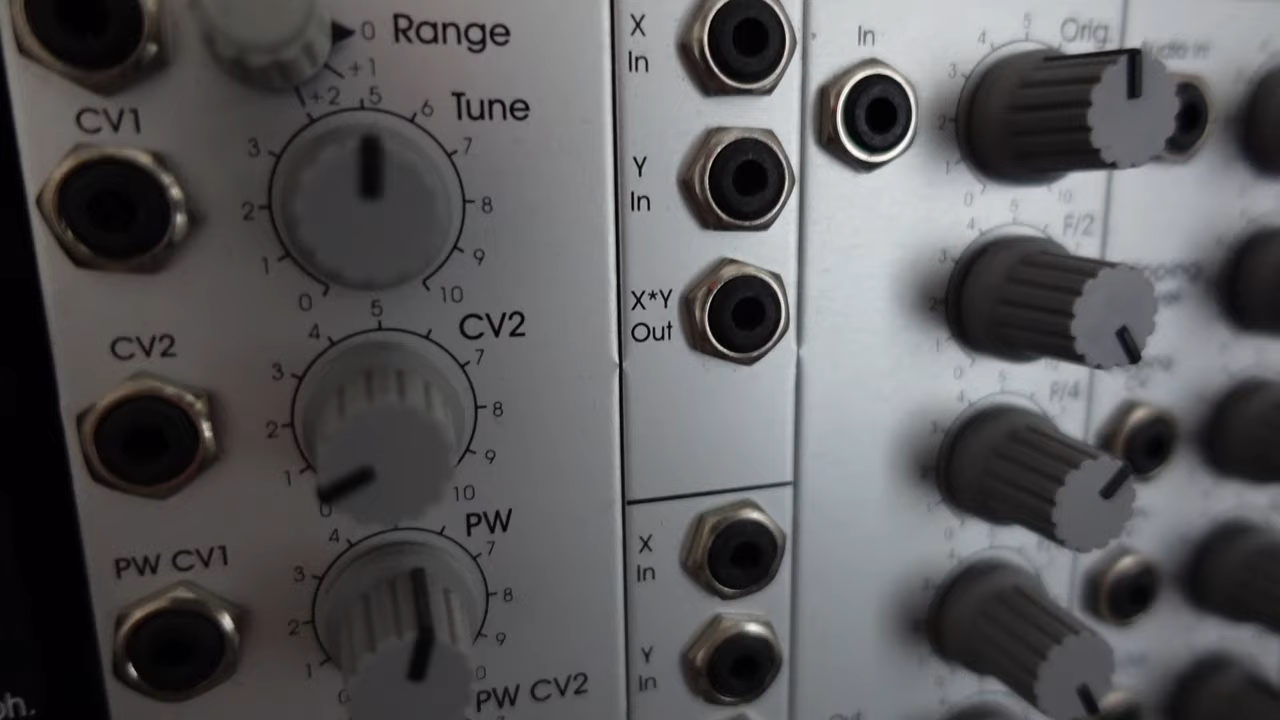 0 Range
+1
+2
CV1
Tune
0 1 2 3 5 6 7 8 9 10
CV2
CV2
0 1 2 3 4 5 7 8 9 10
PW CV1
PW
1 2 3 4 7 8 9
PW CV2
X
In
Y
In
X*Y
Out
X
In
Y
In
In
Orig.
0 1 2 3 4 5 10
F/2
0 1 2 3 4 5
F/4